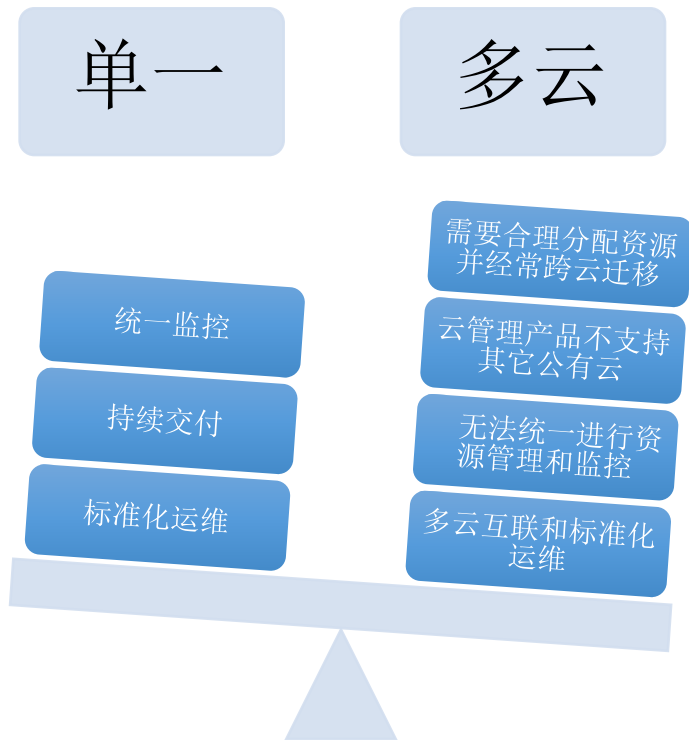 单一
多云
统一监控
持续交付
标准化运维
需要合理分配资源
并经常跨云迁移
云管理产品不支持
其它公有云
无法统一进行资
源管理和监控
多云互联和标准化
运维